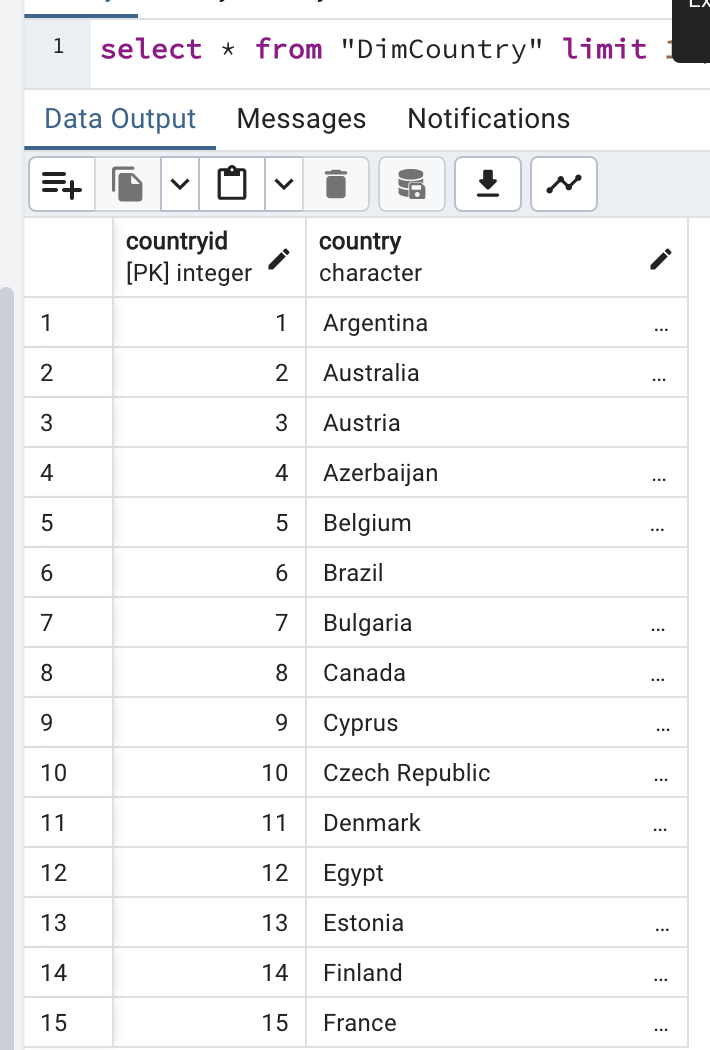 1 select * from "DimCountry" limit
Data Output Messages Notifications
countryid country
[PK] integer character
1 1 Argentina ...
2 2 Australia ...
3 3 Austria
4 4 Azerbaijan ...
5 5 Belgium ...
6 6 Brazil
7 7 Bulgaria ...
8 8 Canada ...
9 9 Cyprus ...
10 10 Czech Republic ...
11 11 Denmark ...
12 12 Egypt
13 13 Estonia ...
14 14 Finland ...
15 15 France ...